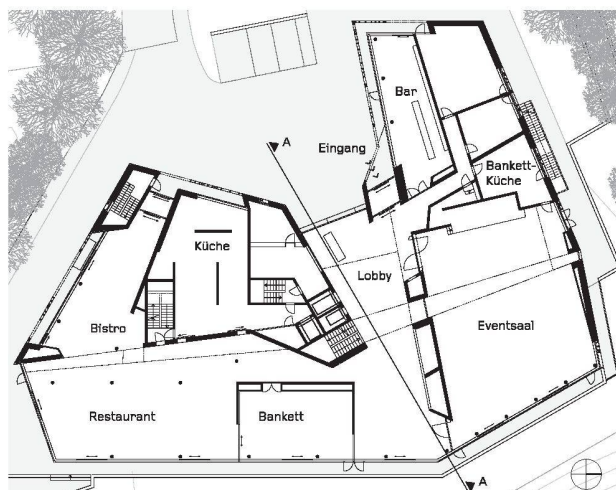 Bar
A
Eingang
Bankett-
Küche
Küche
Lobby
Bistro
Eventsaal
Restaurant
Bankett
A